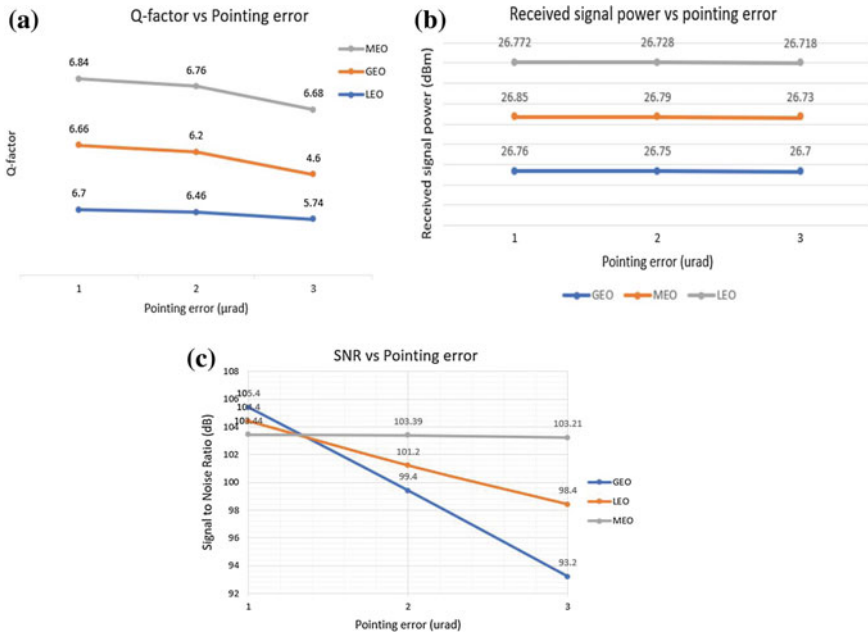 (a)
Q-factor vs Pointing error
MEO
GEO
LEO
6.84
6.76
6.68
6.66
6.2
4.6
6.7
6.46
5.74
Q-factor
1 2 3
Pointing error (µrad)
(b)
Received signal power vs pointing error
26.772 26.728 26.718
26.85 26.79 26.73
26.76 26.75 26.7
Received signal power (dBm)
1 2 3
Pointing error (urad)
GEO MEO LEO
(c)
SNR vs Pointing error
108
106
104
102
100
98
96
94
92
Signal to Noise Ratio (dB)
105.4
103.39
103.21
101.2
99.4
98.4
93.2
GEO
LEO
MEO
1 2 3
Pointing error (urad)